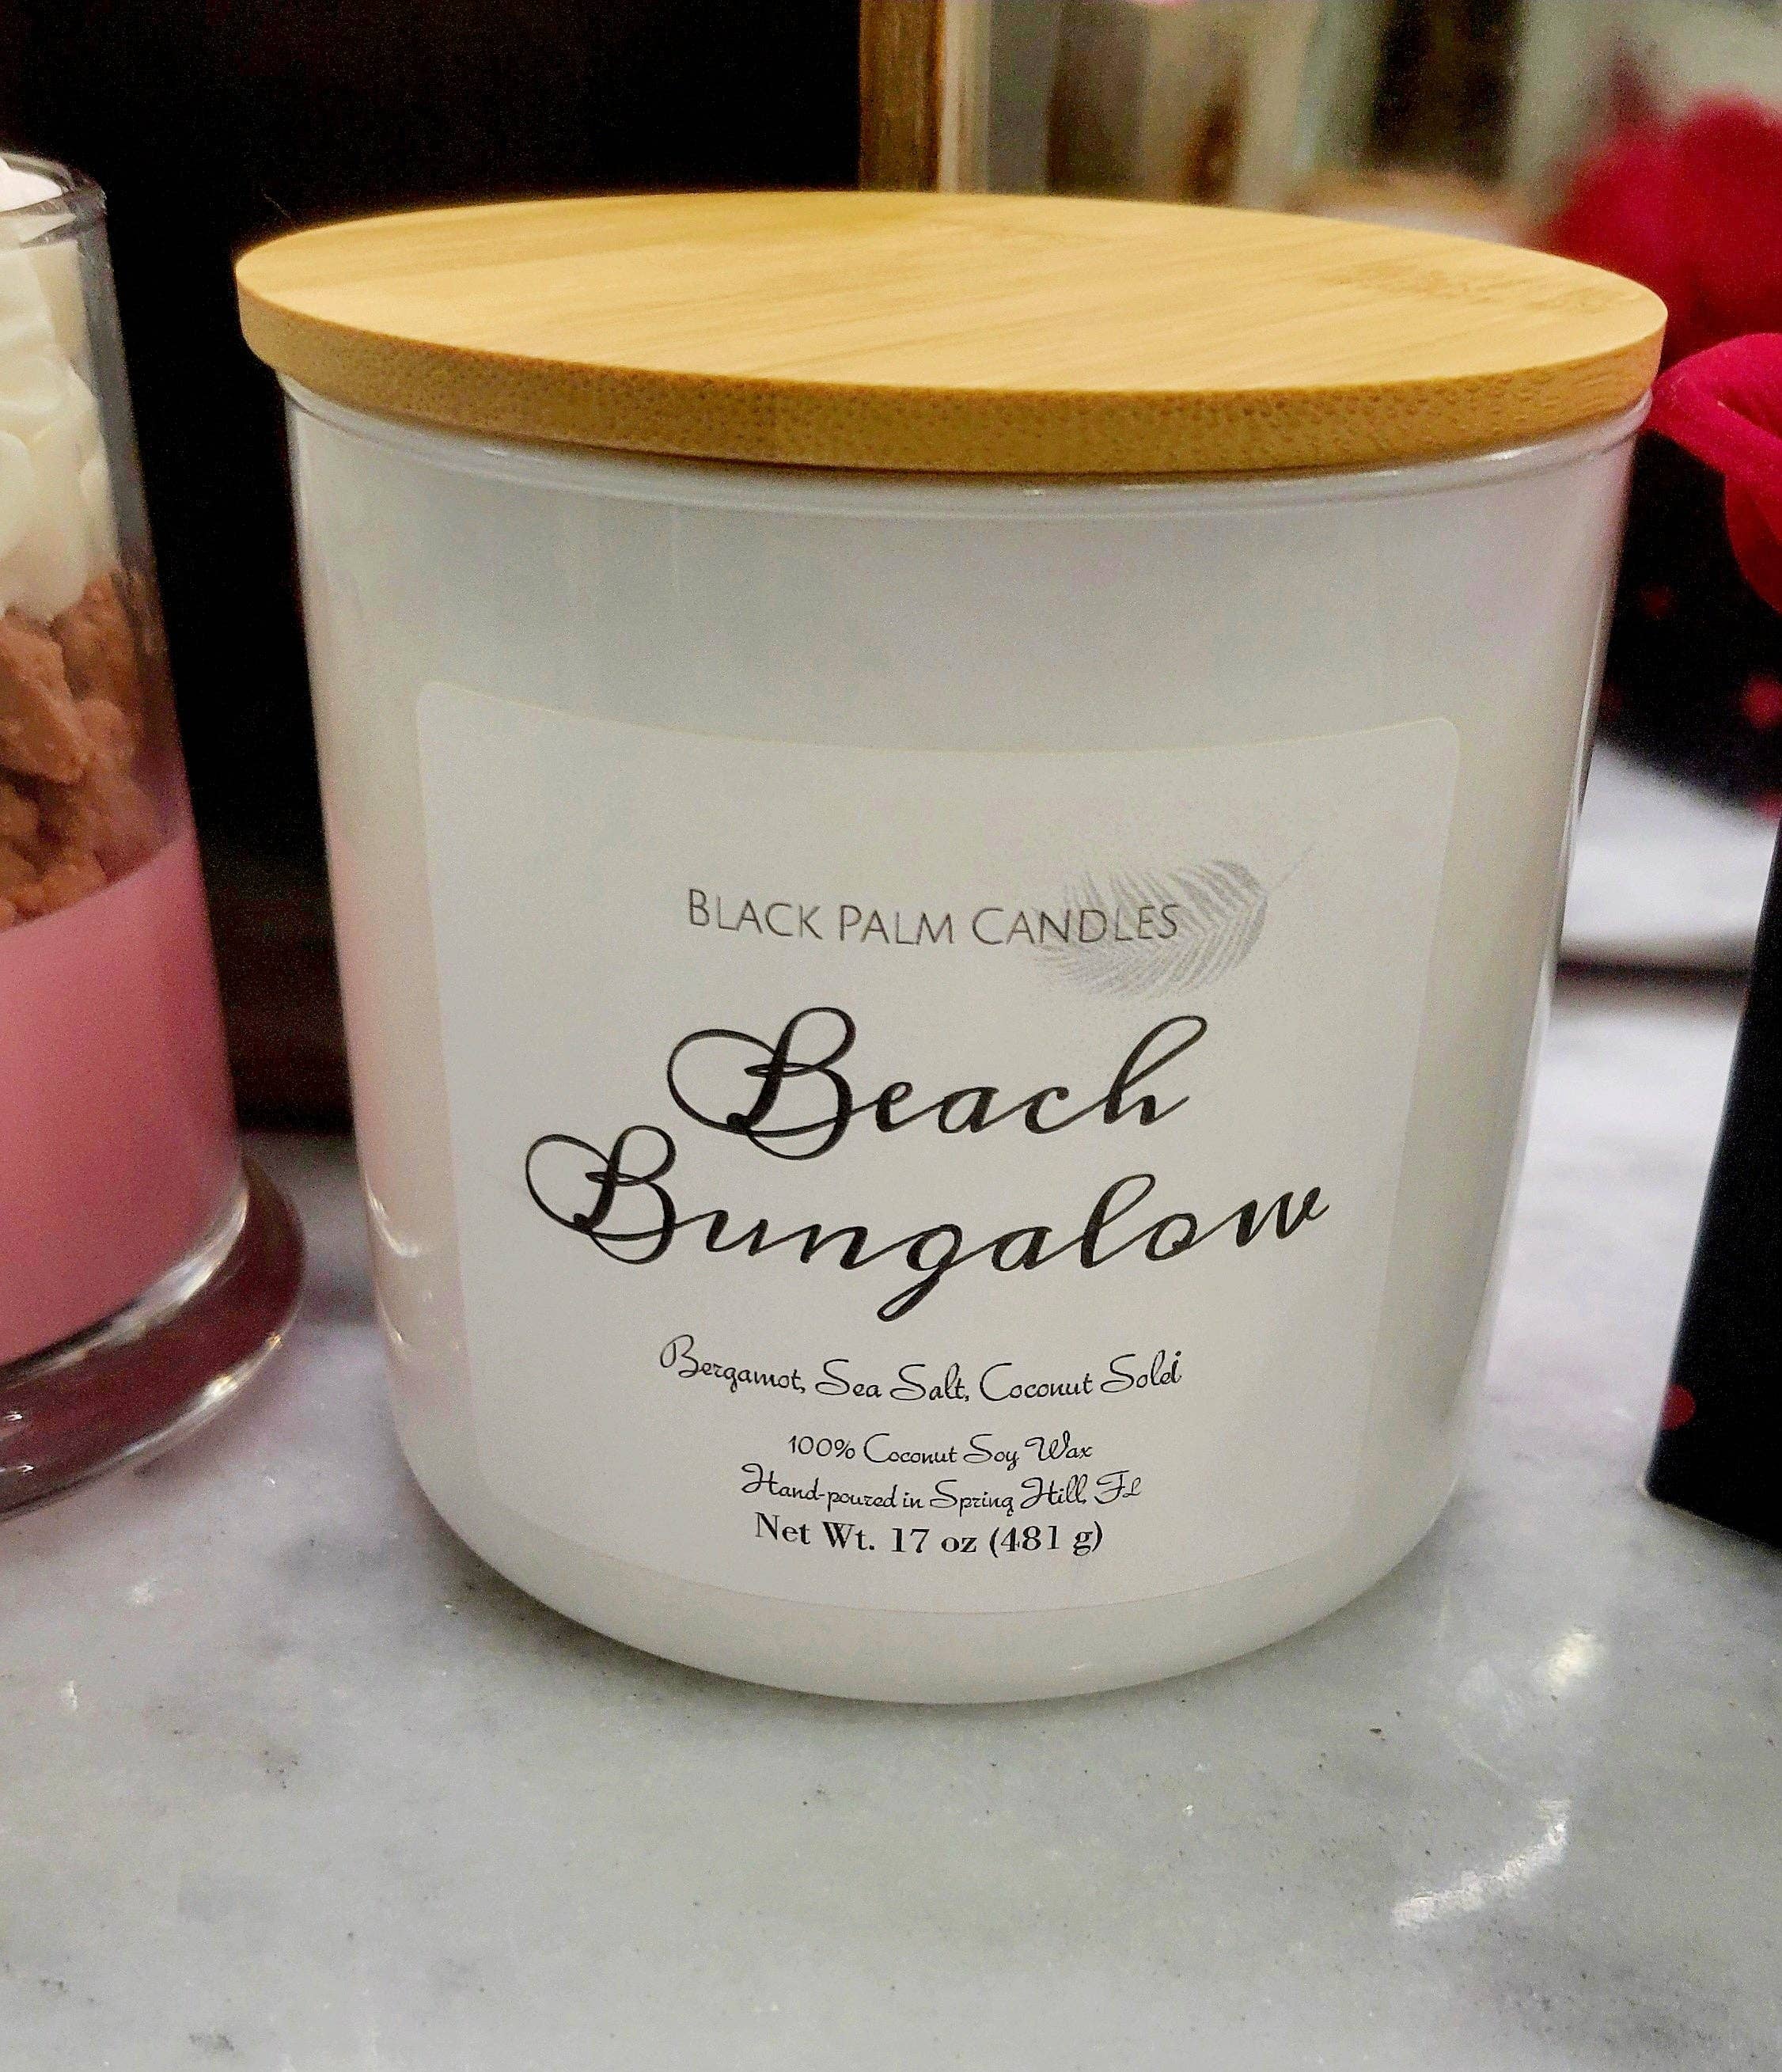 BLACK PALM CANDLES
Beach
Bungalow
Bergamot, Sea Salt, Coconut Solei
100% Coconut Soy Wax
Hand-poured in Spring Hill, FL
Net Wt. 17 oz (481 g)